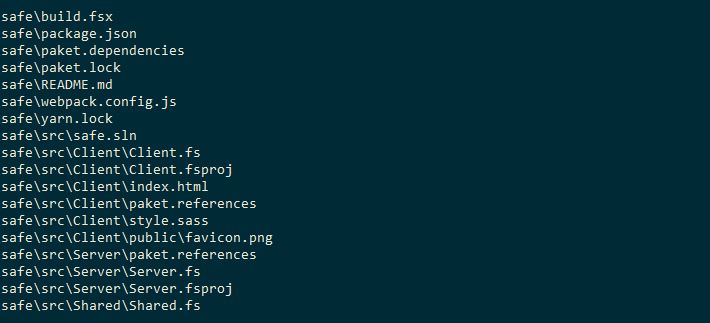 safe\build.fsx
safe\package.json
safe\paket.dependencies
safe\paket.lock
safe\README.md
safe\webpack.config.js
safe\yarn.lock
safe\src\safe.sln
safe\src\Client\Client.fs
safe\src\Client\Client.fsproj
safe\src\Client\index.html
safe\src\Client\paket.references
safe\src\Client\style.sass
safe\src\Client\public\favicon.png
safe\src\Server\paket.references
safe\src\Server\Server.fs
safe\src\Server\Server.fsproj
safe\src\Shared\Shared.fs